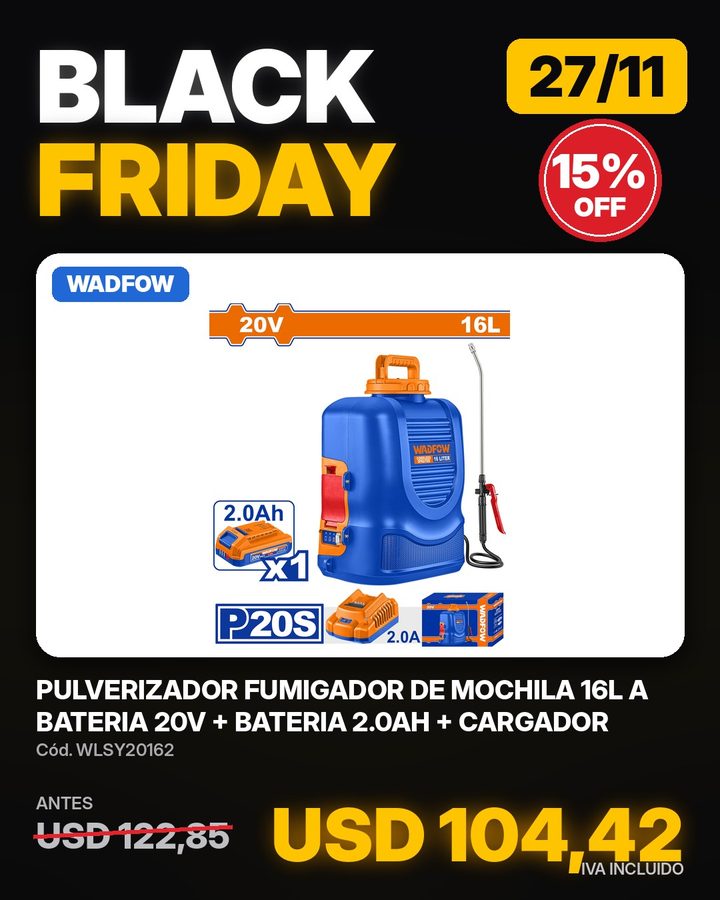 BLACK
FRIDAY
27/11
15%
OFF
WADFOW
20V 16L
WADFOW
16 LITER
2.0Ah
x1
P20S
2.0A
WADFOW
PULVERIZADOR FUMIGADOR DE MOCHILA 16L A
BATERIA 20V + BATERIA 2.0AH + CARGADOR
Cód. WLSY20162
ANTES
USD 122,85
USD 104,42
IVA INCLUIDO